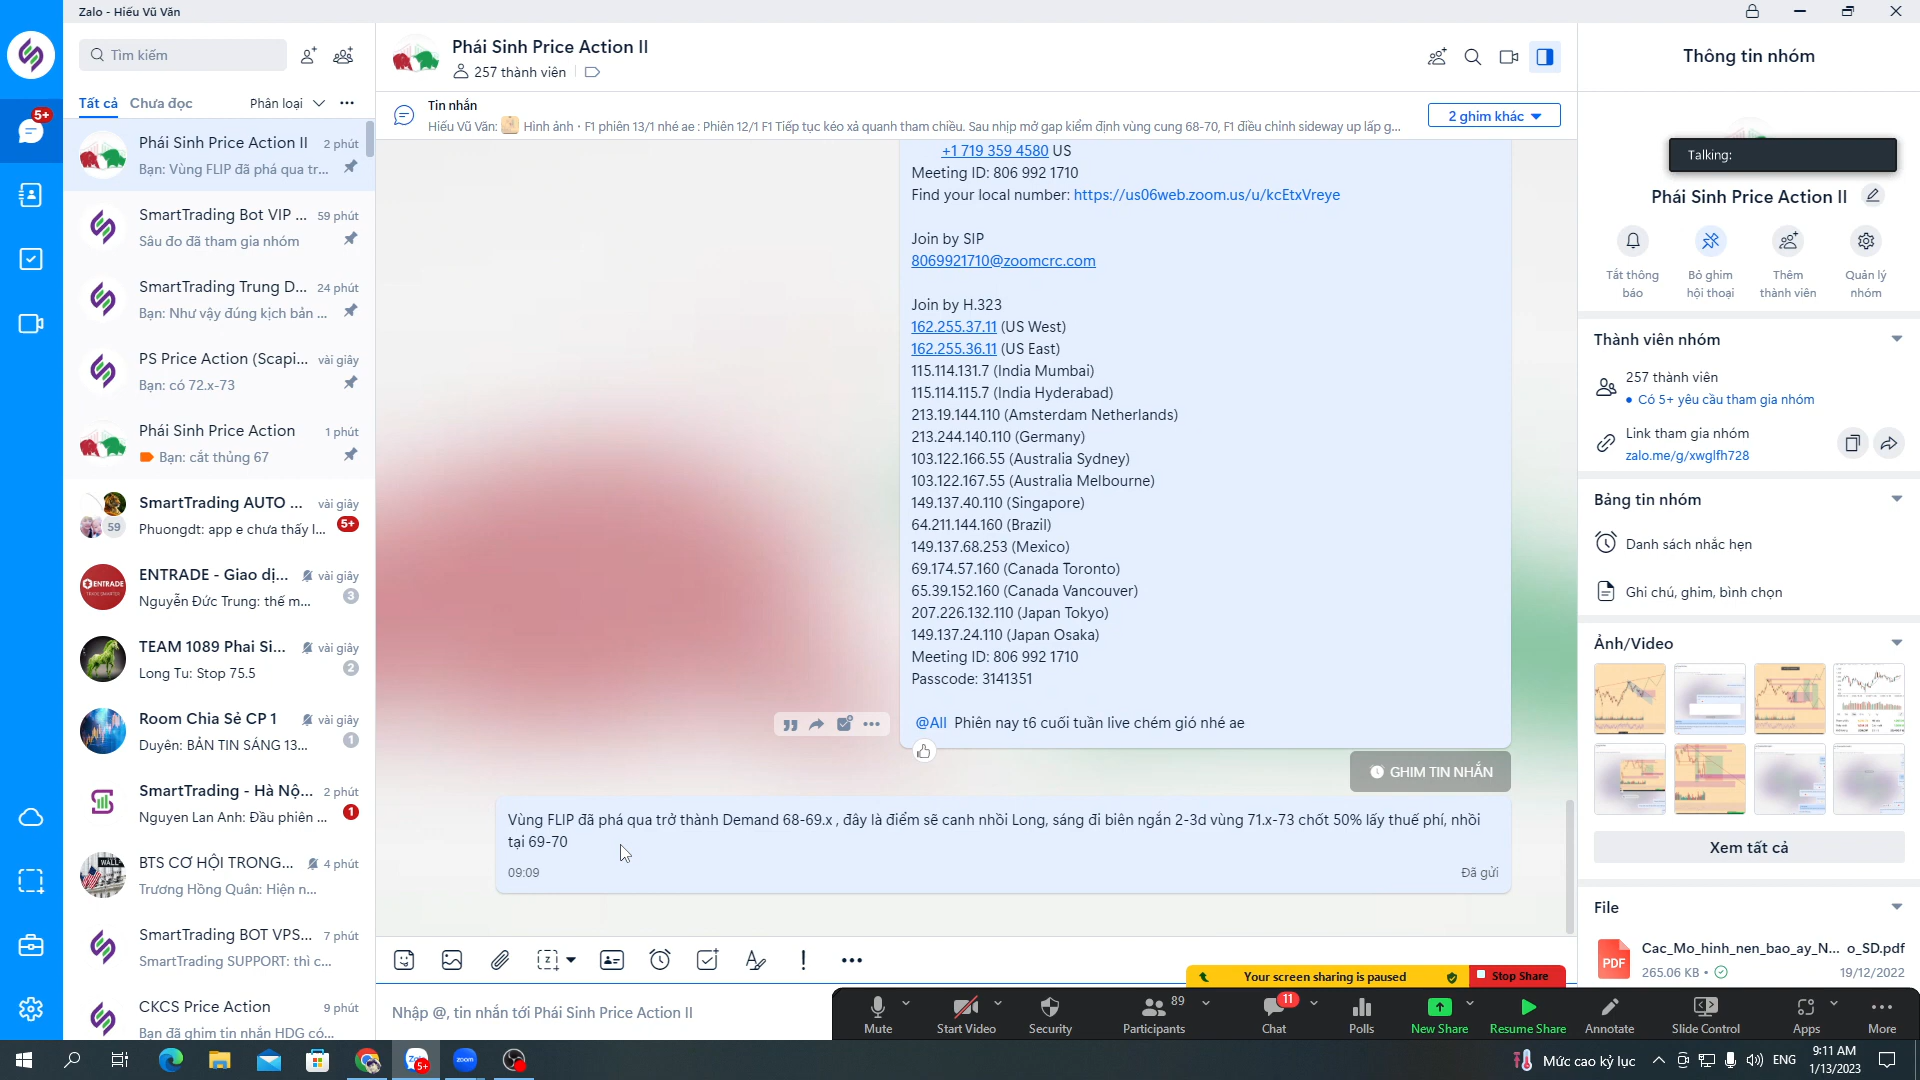 Zalo - Hiếu Vũ Văn
Tìm kiếm
Tất cả Chưa đọc Phân loại
5+
Phái Sinh Price Action II 2 phút
Bạn: Vùng FLIP đã phá qua tr...
SmartTrading Bot VIP ... 59 phút
Sâu đo đã tham gia nhóm
SmartTrading Trung D... 24 phút
Bạn: Như vậy đúng kịch bản ...
PS Price Action (Scapi... vài giây
Bạn: có 72.x-73
Phái Sinh Price Action 1 phút
Bạn: cắt thủng 67
SmartTrading AUTO ... vài giây
59 Phuongdt: app e chưa thấy l... 5+
ENTRADE
ENTRADE - Giao dị... vài giây
Nguyễn Đức Trung: thế m... 3
TEAM 1089 Phai Si... vài giây
Long Tu: Stop 75.5 2
Room Chia Sẻ CP 1 vài giây
Duyên: BẢN TIN SÁNG 13... 1
SmartTrading - Hà Nộ... 2 phút
Nguyen Lan Anh: Đầu phiên ... 1
WALL
BTS CƠ HỘI TRONG... 4 phút
Trương Hồng Quân: Hiện n...
SmartTrading BOT VPS... 7 phút
SmartTrading SUPPORT: thì c...
CKCS Price Action 9 phút
Bạn đã ghim tin nhắn HDG có...
Phái Sinh Price Action II
257 thành viên
Tin nhắn
Hiếu Vũ Văn: Hình ảnh · F1 phiên 13/1 nhé ae : Phiên 12/1 F1 Tiếp tục kéo xả quanh tham chiếu. Sau nhịp mở gap kiểm định vùng cung 68-70, F1 điều chỉnh sideway up lấp g...
2 ghim khác
+1 719 359 4580 US
Meeting ID: 806 992 1710
Find your local number: https://us06web.zoom.us/u/kcEtxVreye
Join by SIP
8069921710@zoomcrc.com
Join by H.323
162.255.37.11 (US West)
162.255.36.11 (US East)
115.114.131.7 (India Mumbai)
115.114.115.7 (India Hyderabad)
213.19.144.110 (Amsterdam Netherlands)
213.244.140.110 (Germany)
103.122.166.55 (Australia Sydney)
103.122.167.55 (Australia Melbourne)
149.137.40.110 (Singapore)
64.211.144.160 (Brazil)
149.137.68.253 (Mexico)
69.174.57.160 (Canada Toronto)
65.39.152.160 (Canada Vancouver)
207.226.132.110 (Japan Tokyo)
149.137.24.110 (Japan Osaka)
Meeting ID: 806 992 1710
Passcode: 3141351
@All Phiên nay t6 cuối tuần live chém gió nhé ae
GHIM TIN NHẮN
Vùng FLIP đã phá qua trở thành Demand 68-69.x , đây là điểm sẽ canh nhồi Long, sáng đi biên ngắn 2-3d vùng 71.x-73 chốt 50% lấy thuế phí, nhồi
tại 69-70
09:09 Đã gửi
Nhập @, tin nhắn tới Phái Sinh Price Action II
Thông tin nhóm
Talking:
Phái Sinh Price Action II
Tắt thông
báo
Bỏ ghim
hội thoại
Thêm
thành viên
Quản lý
nhóm
Thành viên nhóm
257 thành viên
Có 5+ yêu cầu tham gia nhóm
Link tham gia nhóm
zalo.me/g/xwglfh728
Bảng tin nhóm
Danh sách nhắc hẹn
Ghi chú, ghim, bình chọn
Ảnh/Video
Xem tất cả
File
PDF
Cac_Mo_hinh_nen_bao_ay_N... o_SD.pdf
265.06 KB 19/12/2022
Your screen sharing is paused Stop Share
Mute
Start Video
Security
Participants 89
Chat 11
Polls
New Share
Resume Share
Annotate
Slide Control
Apps
More
Zalo 5+
zoom
Mức cao kỷ lục
ENG
9:11 AM
1/13/2023